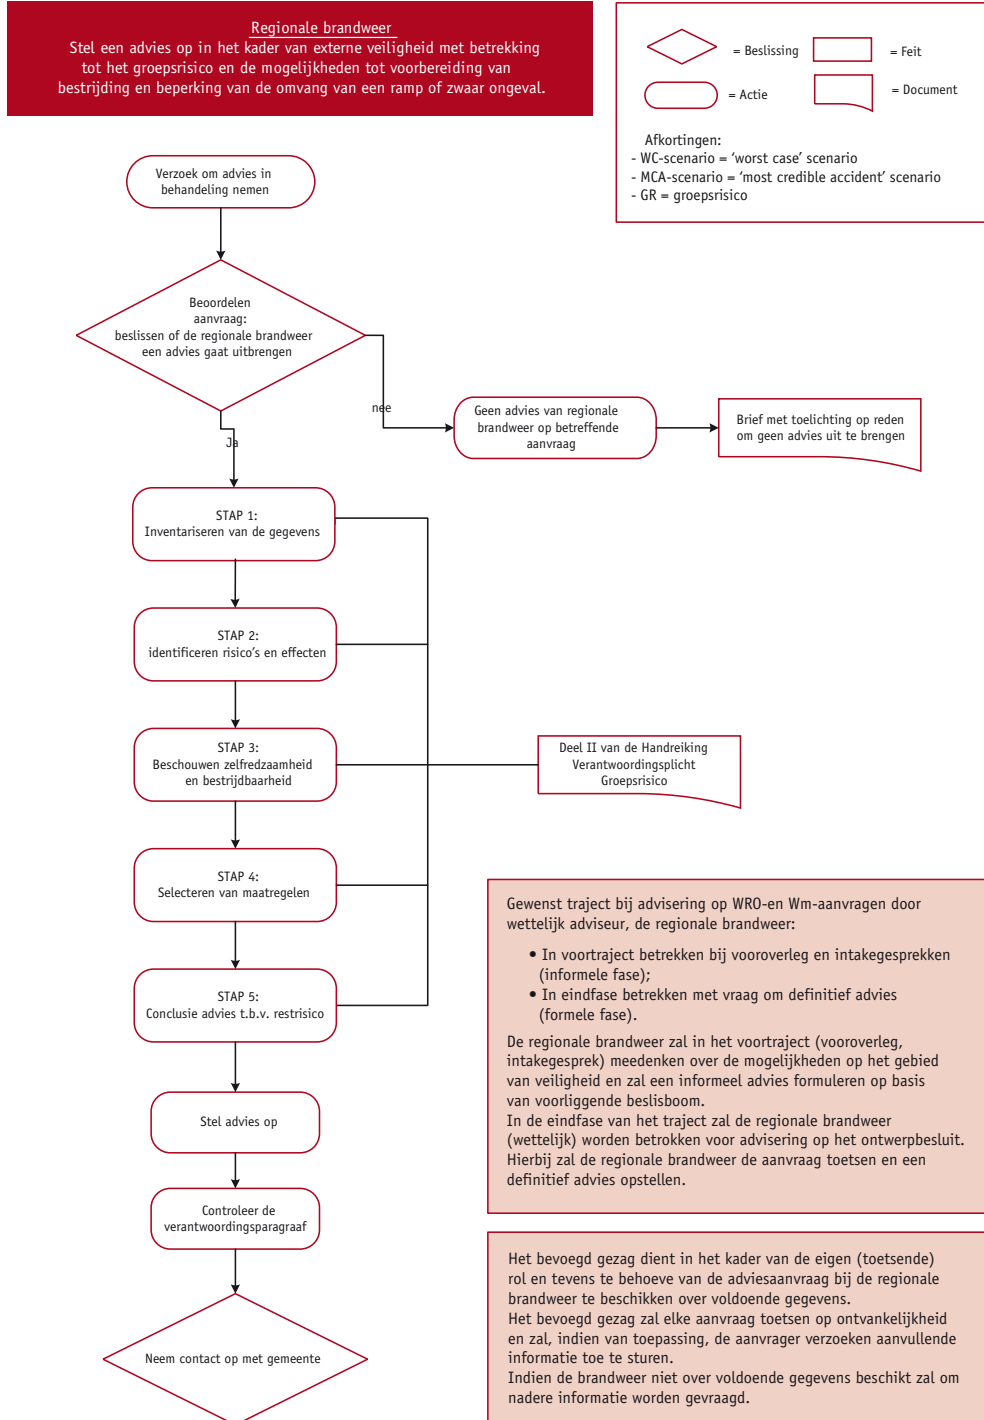 Regionale brandweer
Stel een advies op in het kader van externe veiligheid met betrekking
tot het groepsrisico en de mogelijkheden tot voorbereiding van
bestrijding en beperking van de omvang van een ramp of zwaar ongeval.
= Beslissing
= Feit
= Actie
= Document
Afkortingen:
- WC-scenario = ‘worst case’ scenario
- MCA-scenario = ‘most credible accident’ scenario
- GR = groepsrisico
Verzoek om advies in
behandeling nemen
Beoordelen
aanvraag:
beslissen of de regionale brandweer
een advies gaat uitbrengen
nee
Geen advies van regionale
brandweer op betreffende
aanvraag
Brief met toelichting op reden
om geen advies uit te brengen
Ja
STAP 1:
Inventariseren van de gegevens
STAP 2:
identificeren risico’s en effecten
STAP 3:
Beschouwen zelfredzaamheid
en bestrijdbaarheid
Deel II van de Handreiking
Verantwoordingsplicht
Groepsrisico
STAP 4:
Selecteren van maatregelen
STAP 5:
Conclusie advies t.b.v. restrisico
Stel advies op
Controleer de
verantwoordingsparagraaf
Neem contact op met gemeente
Gewenst traject bij advisering op WRO-en Wm-aanvragen door
wettelijk adviseur, de regionale brandweer:
• In voortraject betrekken bij vooroverleg en intakegesprekken
(informele fase);
• In eindfase betrekken met vraag om definitief advies
(formele fase).
De regionale brandweer zal in het voortraject (vooroverleg,
intakegesprek) meedenken over de mogelijkheden op het gebied
van veiligheid en zal een informeel advies formuleren op basis
van voorliggende beslisboom.
In de eindfase van het traject zal de regionale brandweer
(wettelijk) worden betrokken voor advisering op het ontwerpbesluit.
Hierbij zal de regionale brandweer de aanvraag toetsen en een
definitief advies opstellen.
Het bevoegd gezag dient in het kader van de eigen (toetsende)
rol en tevens te behoeve van de adviesaanvraag bij de regionale
brandweer te beschikken over voldoende gegevens.
Het bevoegd gezag zal elke aanvraag toetsen op ontvankelijkheid
en zal, indien van toepassing, de aanvrager verzoeken aanvullende
informatie toe te sturen.
Indien de brandweer niet over voldoende gegevens beschikt zal om
nadere informatie worden gevraagd.